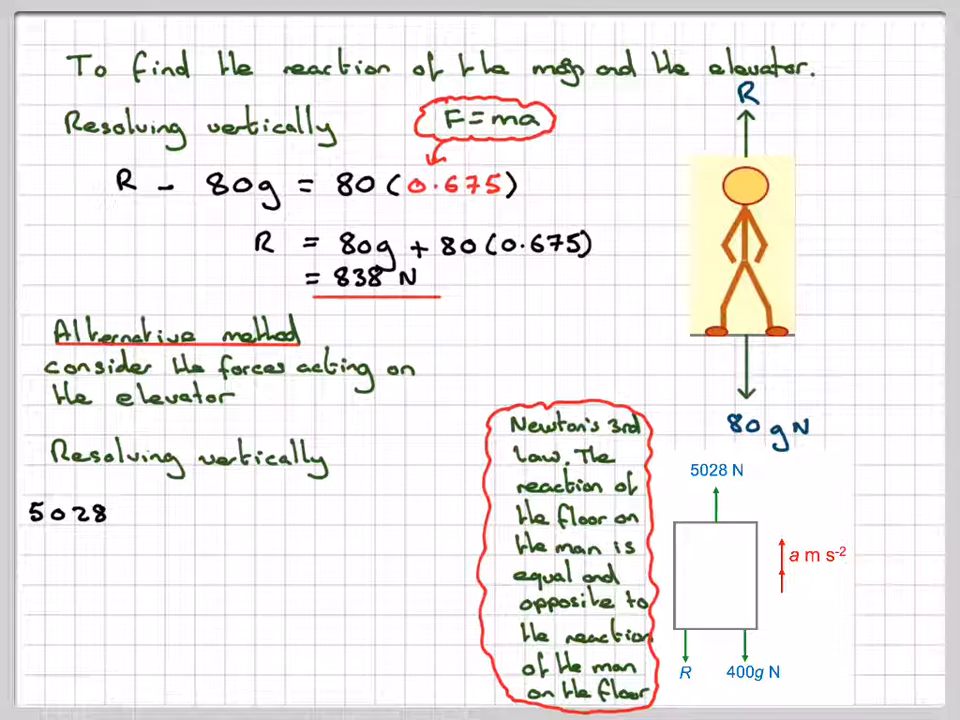 To find the reaction of the man and the elevator.
R
Resolving vertically
F = ma
R - 80g = 80(0.675)
R = 80g + 80(0.675)
= 838 N
Alternative method
consider the forces acting on
the elevator
Resolving vertically
5028
Newton's 3rd
law. The
reaction of
the floor on
the man is
equal and
opposite to
the reaction
of the man
on the floor
80g N
5028 N
a m s-2
R
400g N